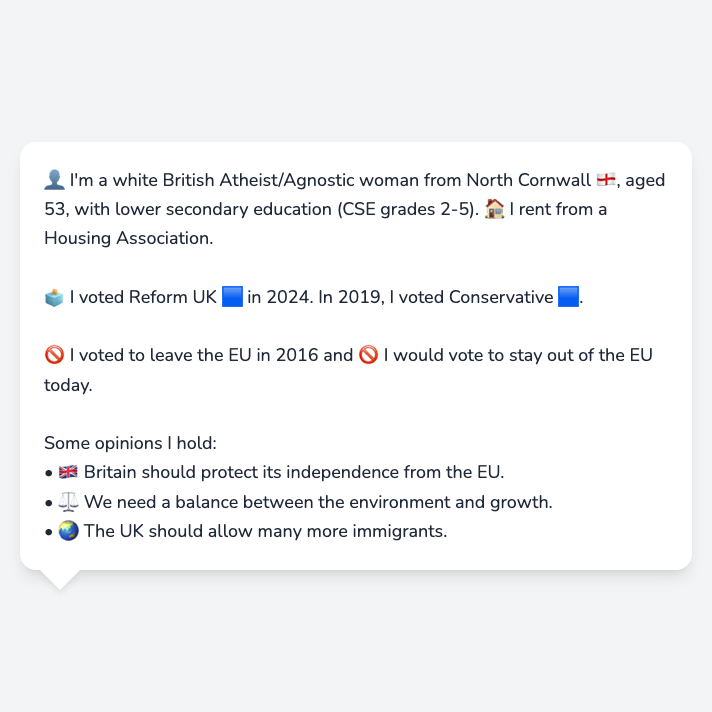 👤 I'm a white British Atheist/Agnostic woman from North Cornwall 🏴󠁧󠁢󠁥󠁮󠁧󠁿, aged
53, with lower secondary education (CSE grades 2-5). 🏠 I rent from a
Housing Association.
🗳️ I voted Reform UK 🟦 in 2024. In 2019, I voted Conservative 🟦.
🚫 I voted to leave the EU in 2016 and 🚫 I would vote to stay out of the EU
today.
Some opinions I hold:
• 🇬🇧 Britain should protect its independence from the EU.
• ⚖️ We need a balance between the environment and growth.
• 🌏 The UK should allow many more immigrants.